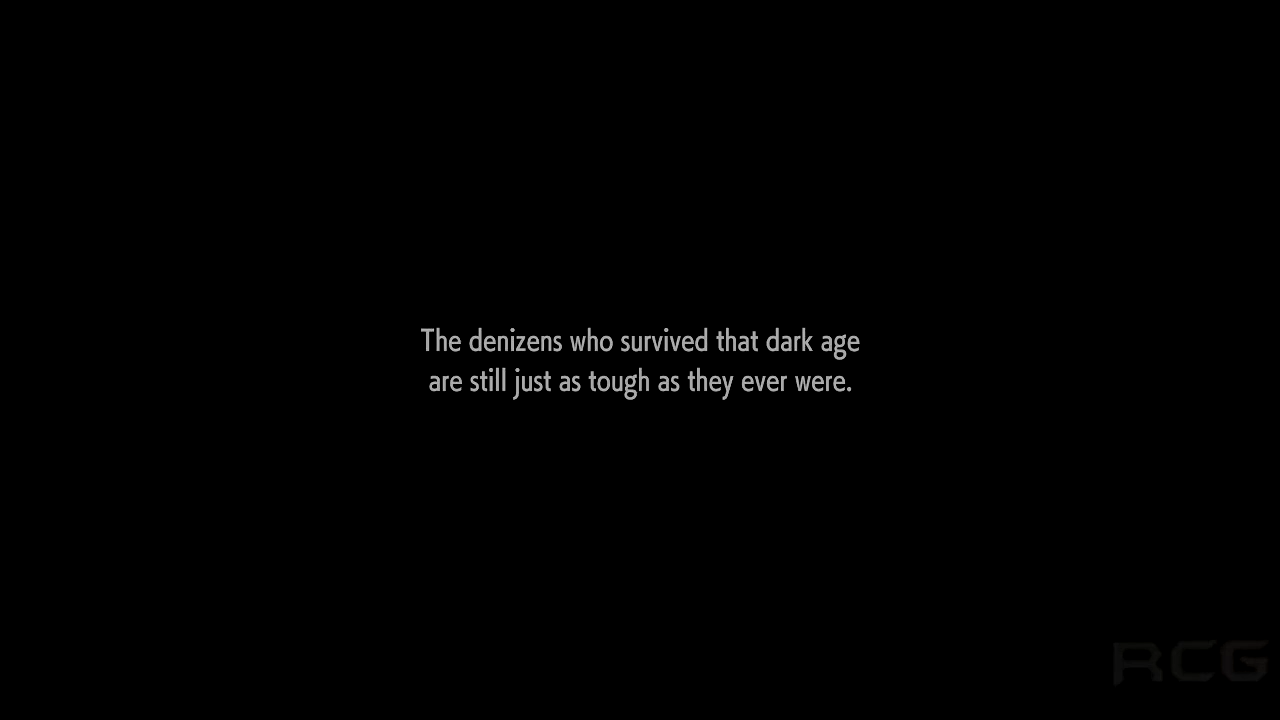 The denizens who survived that dark age
are still just as tough as they ever were.
RCG